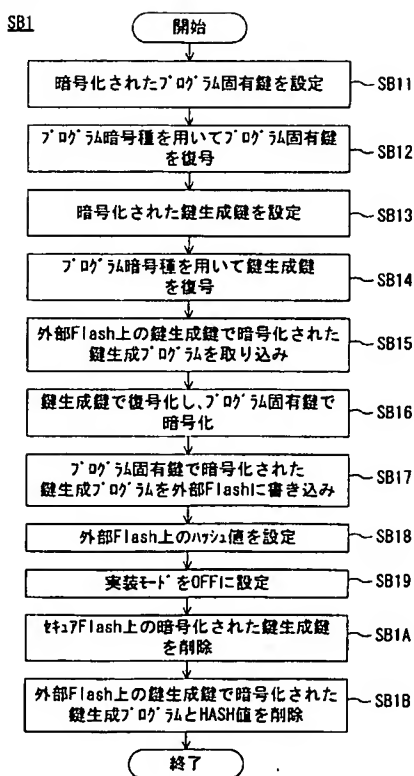 SB1
開始
暗号化されたプログラム固有鍵を設定
SB11
プログラム暗号種を用いてプログラム固有鍵
を復号
SB12
暗号化された鍵生成鍵を設定
SB13
プログラム暗号種を用いて鍵生成鍵
を復号
SB14
外部Flash上の鍵生成鍵で暗号化された
鍵生成プログラムを取り込み
SB15
鍵生成鍵で復号化し、プログラム固有鍵で
暗号化
SB16
プログラム固有鍵で暗号化された
鍵生成プログラムを外部Flashに書き込み
SB17
外部Flash上のハッシュ値を設定
SB18
実装モードをOFFに設定
SB19
セキュアFlash上の暗号化された鍵生成鍵
を削除
SB1A
外部Flash上の鍵生成鍵で暗号化された
鍵生成プログラムとHASH値を削除
SB1B
終了